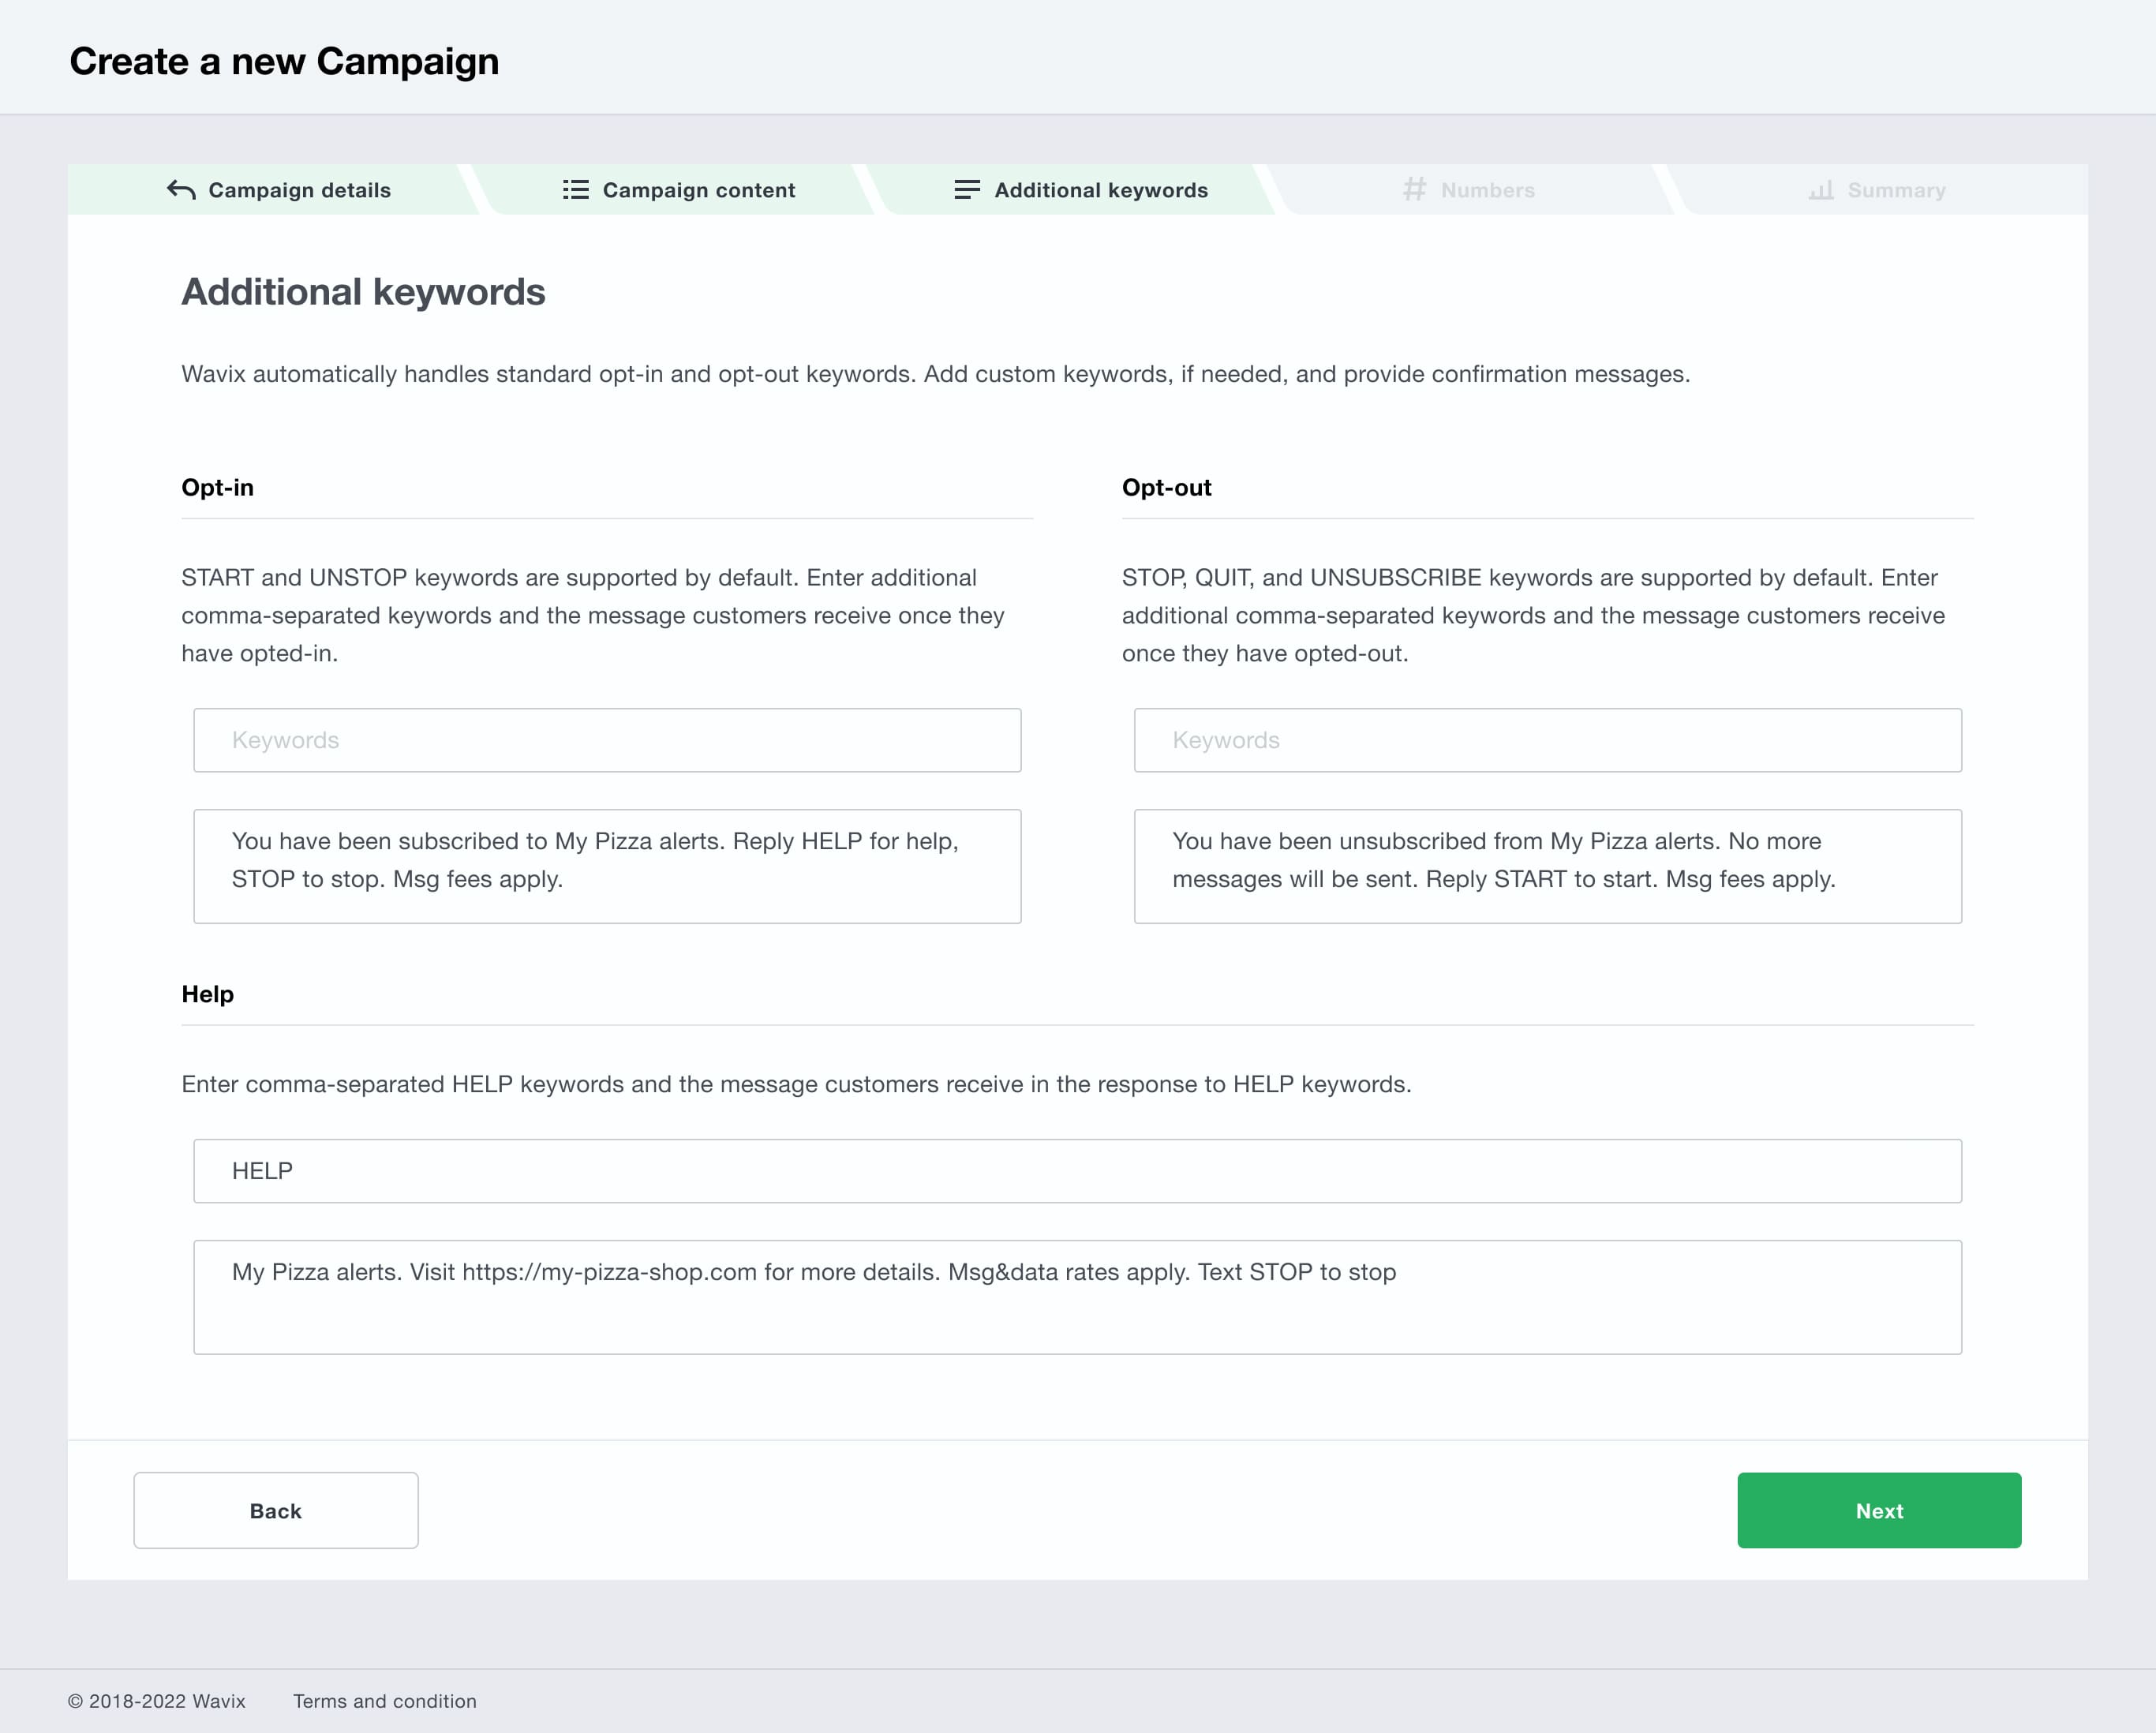 Create a new Campaign
Campaign details
Campaign content
Additional keywords
Numbers
Summary
Additional keywords
Wavix automatically handles standard opt-in and opt-out keywords. Add custom keywords, if needed, and provide confirmation messages.
Opt-in
START and UNSTOP keywords are supported by default. Enter additional
comma-separated keywords and the message customers receive once they
have opted-in.
Keywords
You have been subscribed to My Pizza alerts. Reply HELP for help,
STOP to stop. Msg fees apply.
Opt-out
STOP, QUIT, and UNSUBSCRIBE keywords are supported by default. Enter
additional comma-separated keywords and the message customers receive
once they have opted-out.
Keywords
You have been unsubscribed from My Pizza alerts. No more
messages will be sent. Reply START to start. Msg fees apply.
Help
Enter comma-separated HELP keywords and the message customers receive in the response to HELP keywords.
HELP
My Pizza alerts. Visit https://my-pizza-shop.com for more details. Msg&data rates apply. Text STOP to stop
Back
Next
© 2018-2022 Wavix
Terms and condition